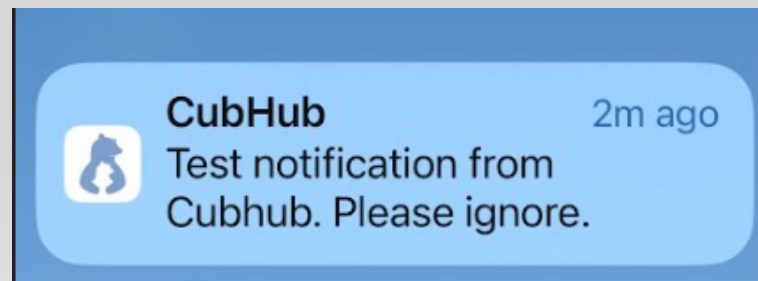 CubHub
2m ago
Test notification from
Cubhub. Please ignore.